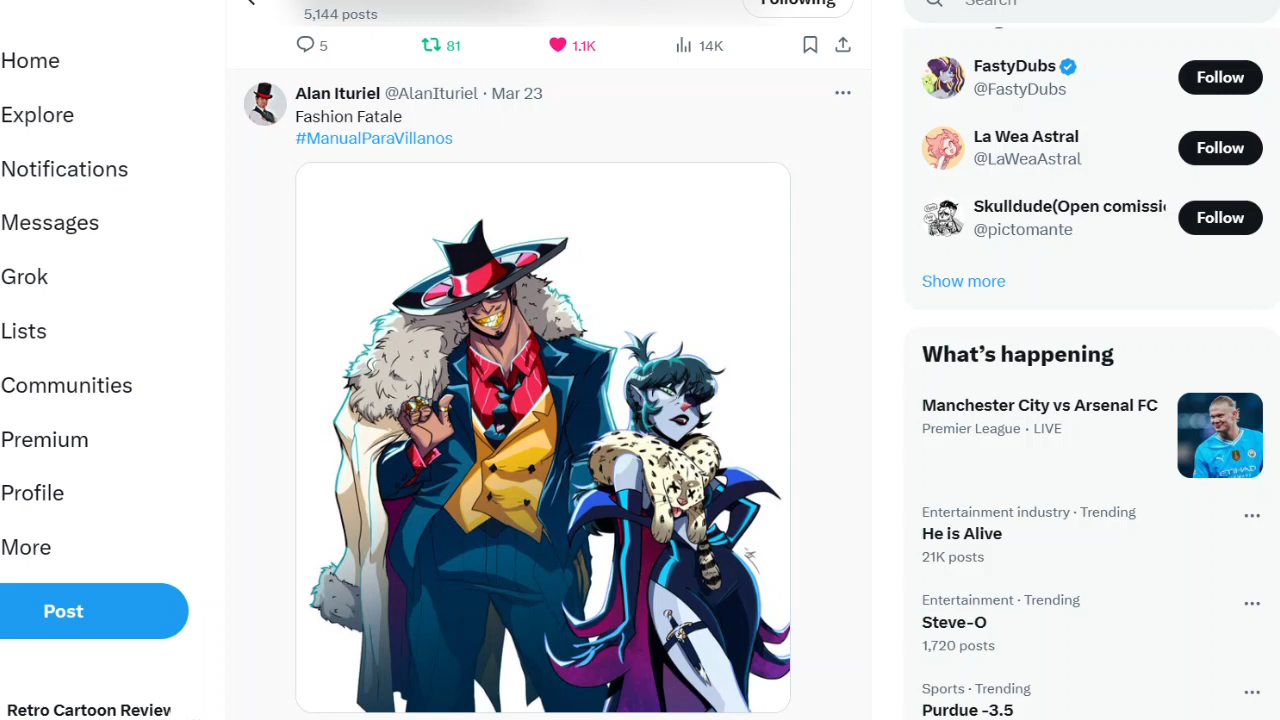 5,144 posts
Following
Search
5
81
1.1K
14K
Home
Explore
Notifications
Messages
Grok
Lists
Communities
Premium
Profile
More
Post
Retro Cartoon Review
Alan Ituriel @AlanIturiel · Mar 23
Fashion Fatale
#ManualParaVillanos
FastyDubs
@FastyDubs
Follow
La Wea Astral
@LaWeaAstral
Follow
Skulldude(Open comissi
@pictomante
Follow
Show more
What’s happening
Manchester City vs Arsenal FC
Premier League · LIVE
Entertainment industry · Trending
He is Alive
21K posts
Entertainment · Trending
Steve-O
1,720 posts
Sports · Trending
Purdue -3.5